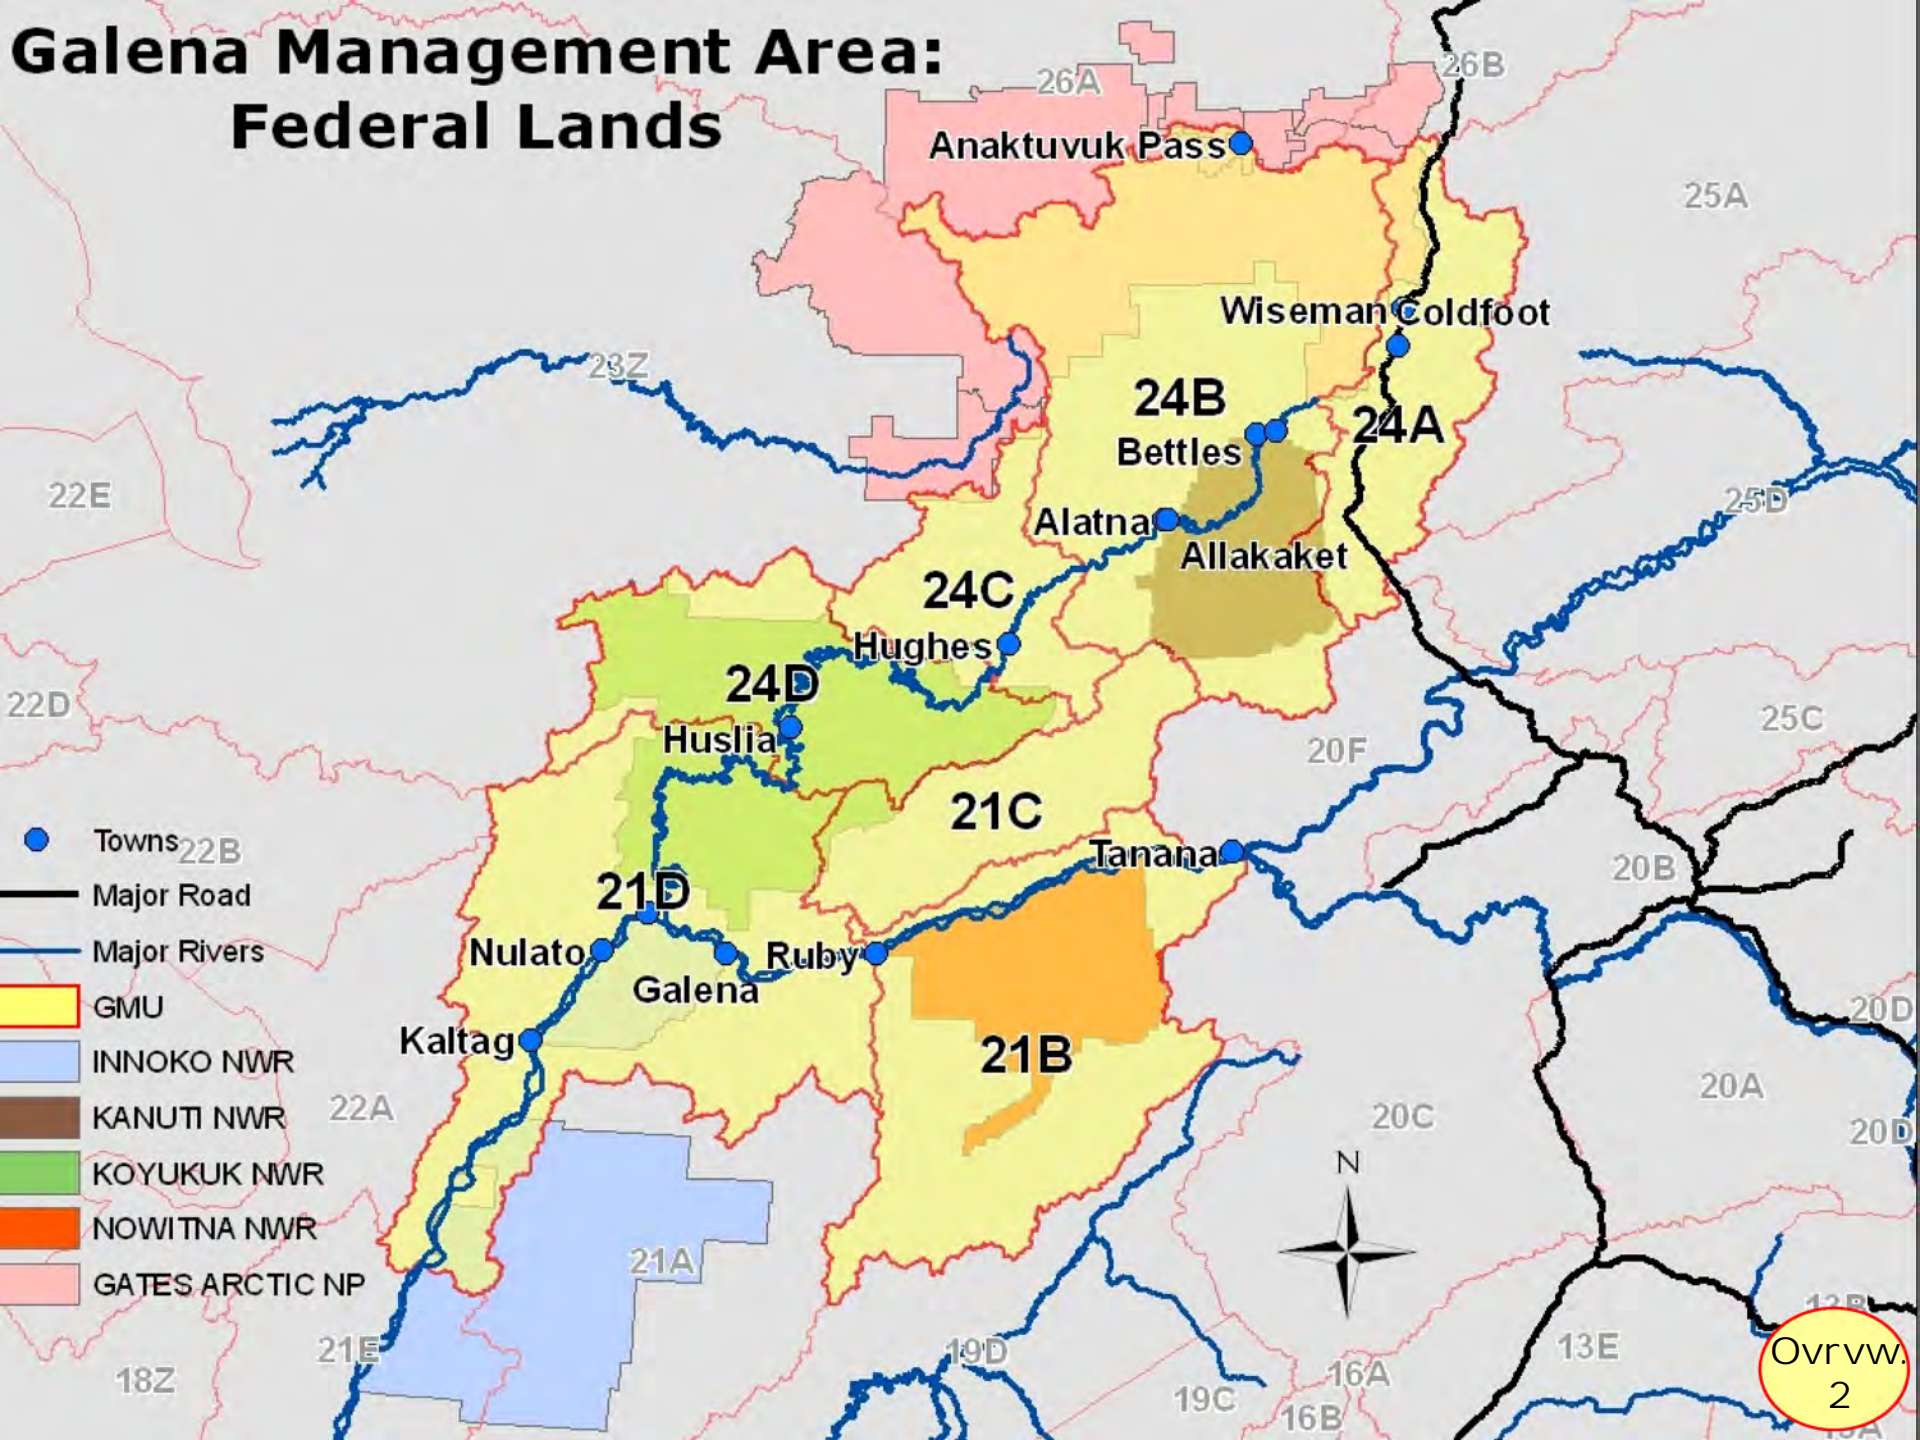 Galena Management Area:
Federal Lands
26A
26B
Anaktuvuk Pass
25A
Wiseman
Coldfoot
23Z
24B
24A
Bettles
22E
25D
Alatna
Allakaket
24C
Hughes
24D
22D
25C
Huslia
20F
21C
Towns
22B
Tanana
20B
Major Road
21D
Major Rivers
Nulato
Ruby
Galena
GMU
20D
Kaltag
21B
INNOKO NWR
20A
22A
20C
KANUTI NWR
20D
N
KOYUKUK NWR
NOWITNA NWR
21A
GATES ARCTIC NP
12B
21E
19D
13E
Ovrvw.
2
18Z
16A
19C
16B